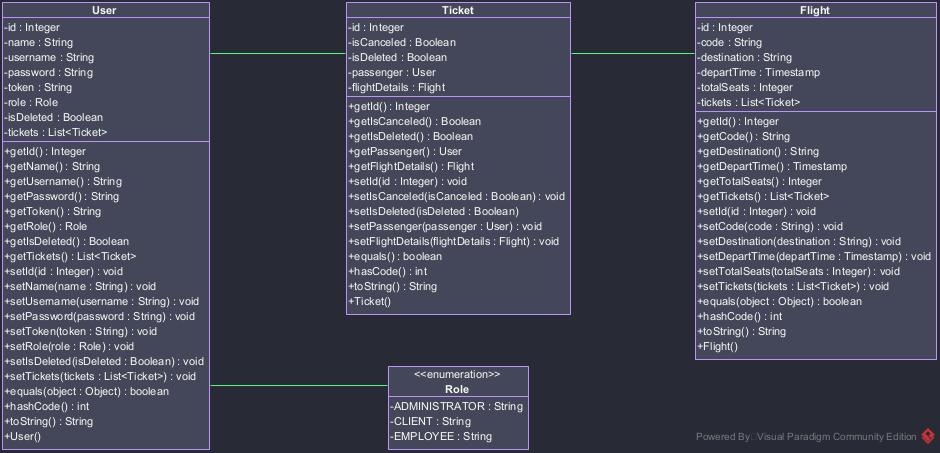 User
-id : Integer
-name : String
-username : String
-password : String
-token : String
-role : Role
-isDeleted : Boolean
-tickets : List<Ticket>
+getId() : Integer
+getName() : String
+getUsername() : String
+getPassword() : String
+getToken() : String
+getRole() : Role
+getIsDeleted() : Boolean
+getTickets() : List<Ticket>
+setId(id : Integer) : void
+setName(name : String) : void
+setUsername(username : String) : void
+setPassword(password : String) : void
+setToken(token : String) : void
+setRole(role : Role) : void
+setIsDeleted(isDeleted : Boolean) : void
+setTickets(tickets : List<Ticket>) : void
+equals(object : Object) : boolean
+hashCode() : int
+toString() : String
+User()
Ticket
-id : Integer
-isCanceled : Boolean
-isDeleted : Boolean
-passenger : User
-flightDetails : Flight
+getId() : Integer
+getIsCanceled() : Boolean
+getIsDeleted() : Boolean
+getPassenger() : User
+getFlightDetails() : Flight
+setId(id : Integer) : void
+setIsCanceled(isCanceled : Boolean) : void
+setIsDeleted(isDeleted : Boolean)
+setPassenger(passenger : User) : void
+setFlightDetails(flightDetails : Flight) : void
+equals() : boolean
+hasCode() : int
+toString() : String
+Ticket()
Flight
-id : Integer
-code : String
-destination : String
-departTime : Timestamp
-totalSeats : Integer
-tickets : List<Ticket>
+getId() : Integer
+getCode() : String
+getDestination() : String
+getDepartTime() : Timestamp
+getTotalSeats() : Integer
+getTickets() : List<Ticket>
+setId(id : Integer) : void
+setCode(code : String) : void
+setDestination(destination : String) : void
+setDepartTime(departTime : Timestamp) : void
+setTotalSeats(totalSeats : Integer) : void
+setTickets(tickets : List<Ticket>) : void
+equals(object : Object) : boolean
+hashCode() : int
+toString() : String
+Flight()
<<enumeration>>
Role
-ADMINISTRATOR : String
-CLIENT : String
-EMPLOYEE : String
Powered By Visual Paradigm Community Edition